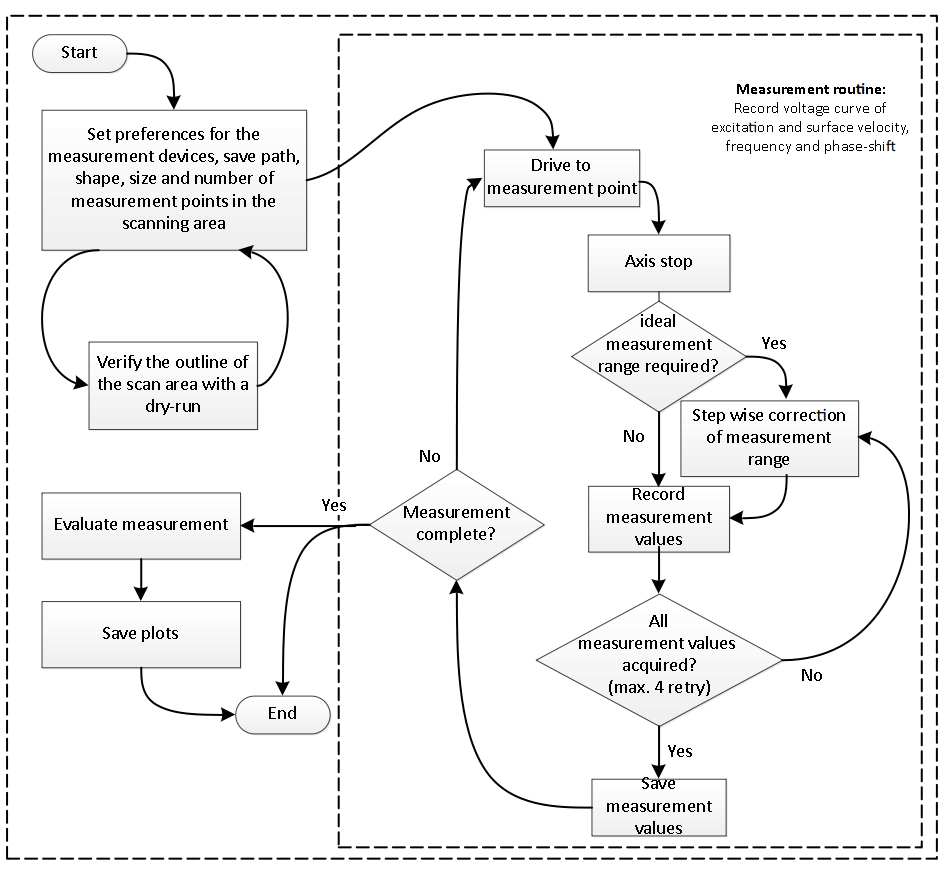 Start
Set preferences for the
measurement devices, save path,
shape, size and number of
measurement points in the
scanning area
Verify the outline of
the scan area with a
dry-run
Measurement routine:
Record voltage curve of
excitation and surface velocity,
frequency and phase-shift
Drive to
measurement point
Axis stop
ideal
measurement
range required?
Yes
No
Step wise correction
of measurement
range
Record
measurement
values
All
measurement values
acquired?
(max. 4 retry)
No
Yes
Save
measurement
values
Measurement
complete?
No
Yes
Evaluate measurement
Save plots
End